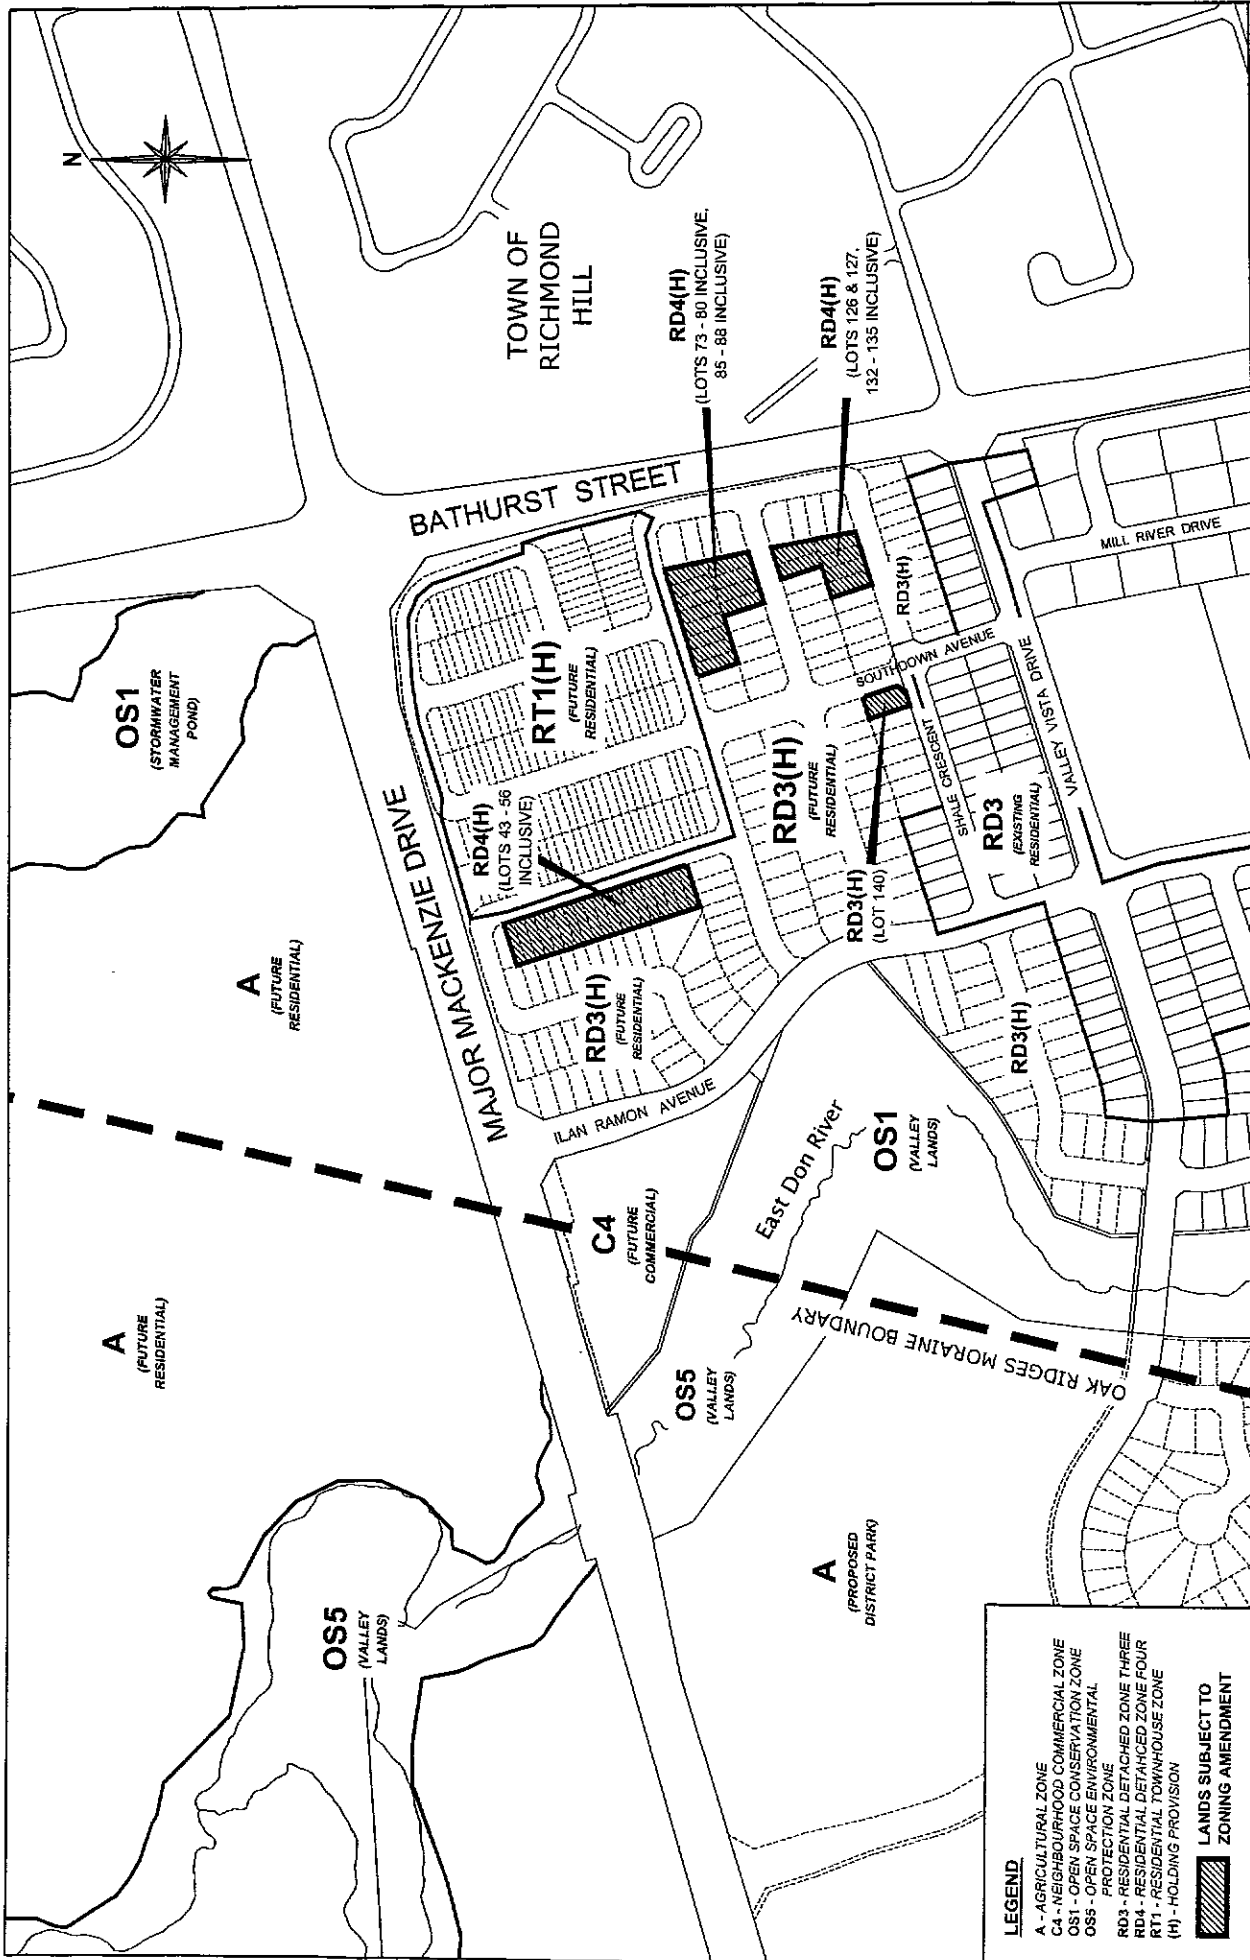 N
TOWN OF
RICHMOND
HILL
OS1
(STORMWATER
MANAGEMENT
POND)
A
(FUTURE
RESIDENTIAL)
A
(FUTURE
RESIDENTIAL)
OS5
(VALLEY
LANDS)
MAJOR MACKENZIE DRIVE
BATHURST STREET
RD4(H)
(LOTS 73 - 80 INCLUSIVE,
85 - 88 INCLUSIVE)
RD4(H)
(LOTS 126 & 127,
132 - 135 INCLUSIVE)
RT1(H)
(FUTURE
RESIDENTIAL)
RD4(H)
(LOTS 43 - 56
INCLUSIVE)
RD3(H)
(FUTURE
RESIDENTIAL)
RD3(H)
(FUTURE
RESIDENTIAL)
RD3(H)
RD3(H)
(LOT 140)
SOUTHDOWN AVENUE
SHALE CRESCENT
RD3
(EXISTING
RESIDENTIAL)
VALLEY VISTA DRIVE
MILL RIVER DRIVE
ILAN RAMON AVENUE
C4
(FUTURE
COMMERCIAL)
East Don River
OS1
(VALLEY
LANDS)
RD3(H)
OS5
(VALLEY
LANDS)
OAK RIDGES MORAINE BOUNDARY
A
(PROPOSED
DISTRICT PARK)
LEGEND
A - AGRICULTURAL ZONE
C4 - NEIGHBOURHOOD COMMERCIAL ZONE
OS1 - OPEN SPACE CONSERVATION ZONE
OS5 - OPEN SPACE ENVIRONMENTAL
PROTECTION ZONE
RD3 - RESIDENTIAL DETACHED ZONE THREE
RD4 - RESIDENTIAL DETAHCED ZONE FOUR
RT1 - RESIDENTIAL TOWNHOUSE ZONE
(H) - HOLDING PROVISION
LANDS SUBJECT TO
ZONING AMENDMENT